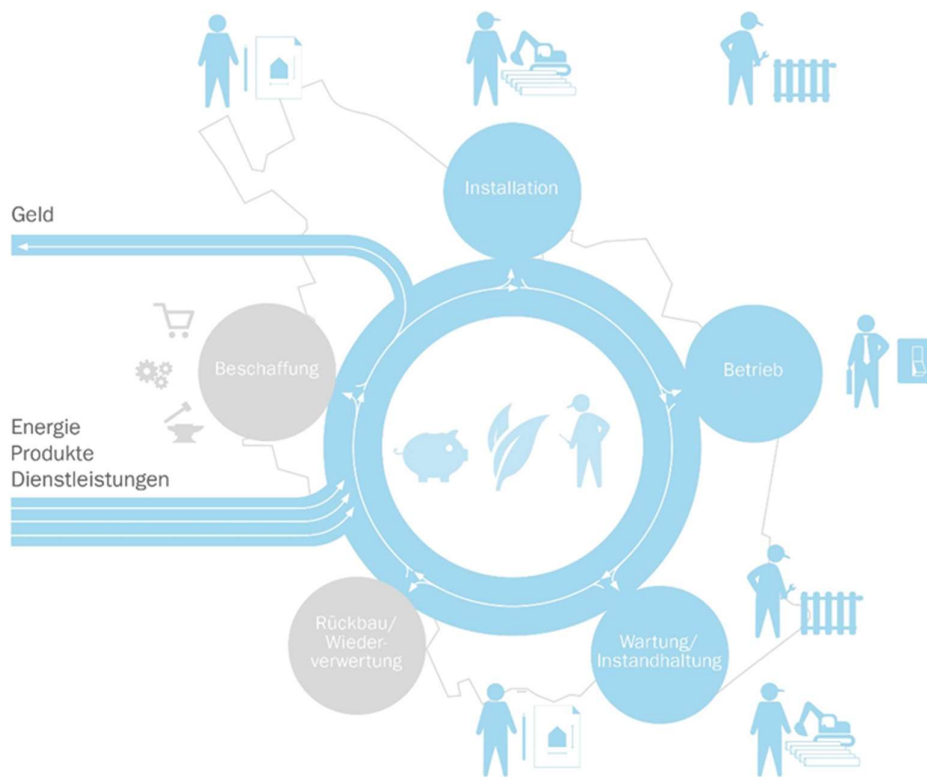 Installation
Geld
Beschaffung
Betrieb
Energie
Produkte
Dienstleistungen
Rückbau/
Wieder-
verwertung
Wartung/
Instandhaltung